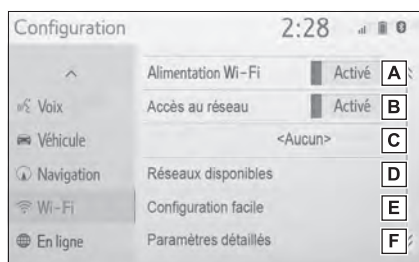 Configuration 2:28
Alimentation Wi-Fi Activé A
Voix Accès au réseau Activé B
Véhicule <Aucun> C
Navigation Réseaux disponibles D
Wi-Fi Configuration facile E
En ligne Paramètres détaillés F